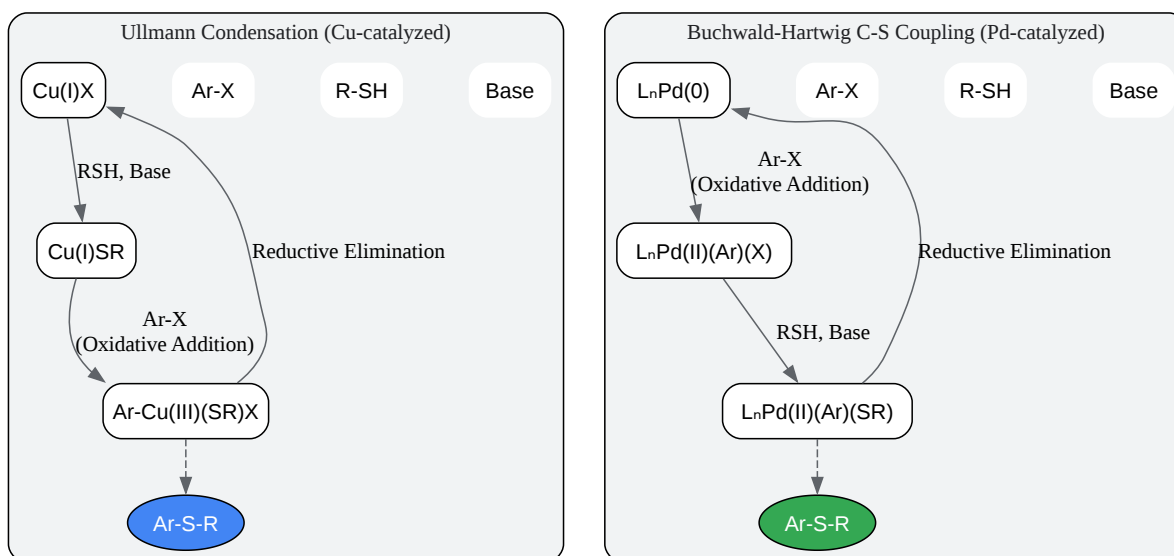 Ullmann Condensation (Cu-catalyzed)
Cu(I)X
Ar-X
R-SH
Base
RSH, Base
Cu(I)SR
Reductive Elimination
Ar-X
(Oxidative Addition)
Ar-Cu(III)(SR)X
Ar-S-R
Buchwald-Hartwig C-S Coupling (Pd-catalyzed)
LₙPd(0)
Ar-X
R-SH
Base
Ar-X
(Oxidative Addition)
LₙPd(II)(Ar)(X)
Reductive Elimination
RSH, Base
LₙPd(II)(Ar)(SR)
Ar-S-R